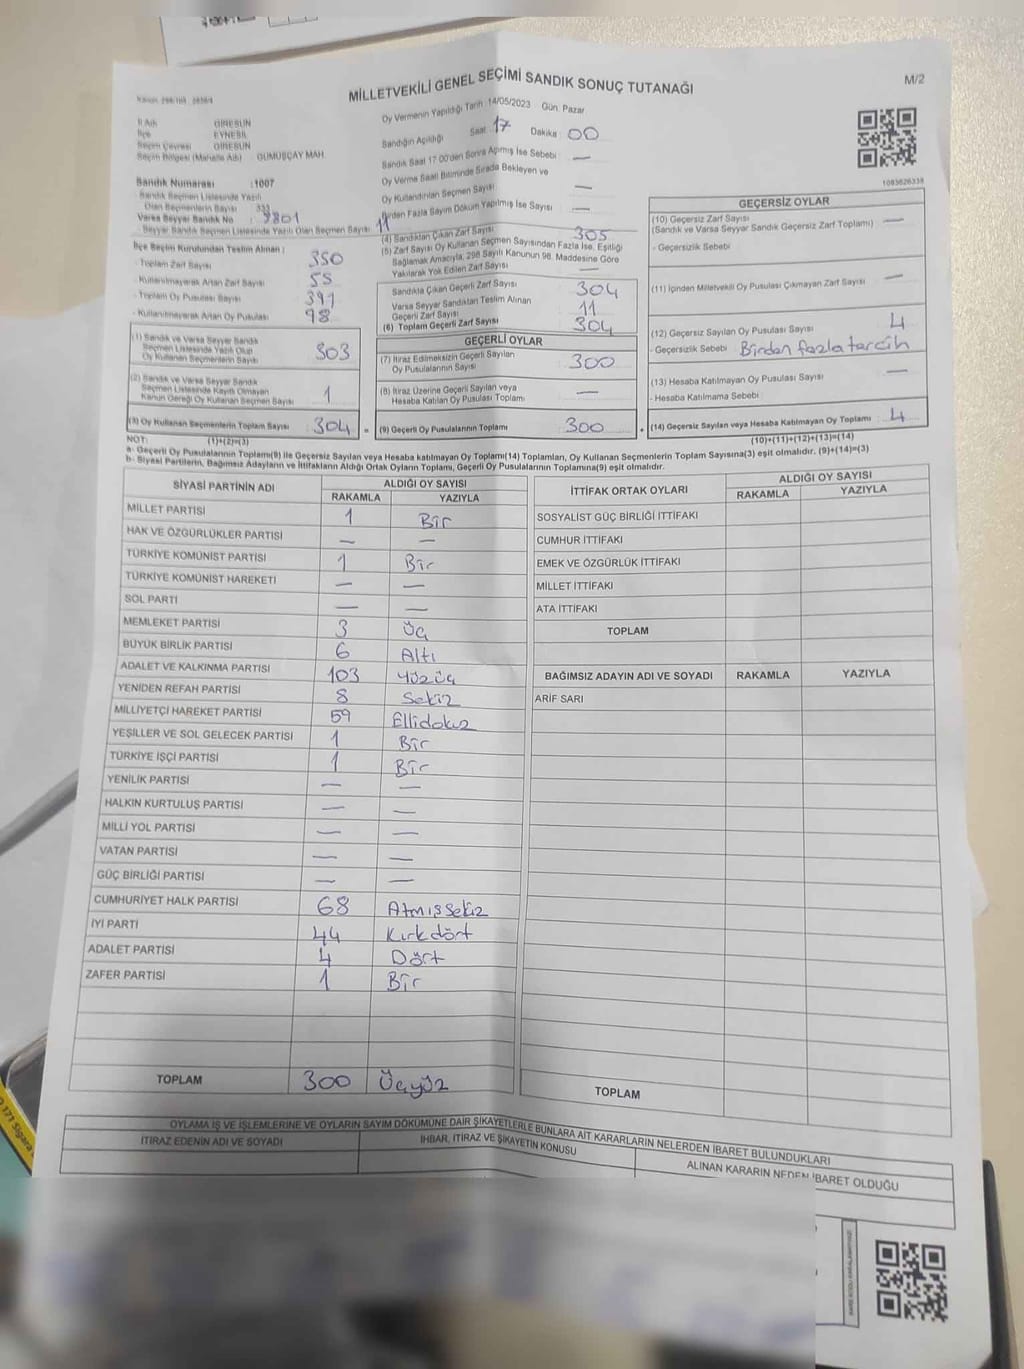 MİLLETVEKİLİ GENEL SEÇİMİ SANDIK SONUÇ TUTANAĞI
M/2
İl Adı GİRESUN
İlçe EYNESİL
Seçim Çevresi GİRESUN
Seçim Bölgesi (Mahalle Adı) GÜMÜŞÇAY MAH.
Sandık Numarası :1007
Sandık Seçmen Listesinde Yazılı
Olan Seçmenlerin Sayısı 333
Varsa Seyyar Sandık No : 9801
Seyyar Sandık Seçmen Listesinde Yazılı Olan Seçmen Sayısı 11
İlçe Seçim Kurulundan Teslim Alınan ;
- Toplam Zarf Sayısı 350
- Kullanılmayarak Artan Zarf Sayısı 55
- Toplam Oy Pusulası Sayısı 391
- Kullanılmayarak Artan Oy Pusulası 98
(1) Sandık ve Varsa Seyyar Sandık
Seçmen Listesinde Yazılı Olup
Oy Kullanan Seçmenlerin Sayısı 303
(2) Sandık ve Varsa Seyyar Sandık
Seçmen Listesinde Kayıtlı Olmayan
Kanun Gereği Oy Kullanan Seçmen Sayısı 1
(3) Oy Kullanan Seçmenlerin Toplam Sayısı 304
Oy Vermenin Yapıldığı Tarih :14/05/2023 Gün: Pazar
Sandığın Açıldığı Saat: 17 Dakika : 00
Sandık Saat 17:00'den Sonra Açılmış İse Sebebi —
Oy Verme Saati Bitiminde Sırada Bekleyen ve
Oy Kullandırılan Seçmen Sayısı —
Birden Fazla Sayım Döküm Yapılmış İse Sayısı —
(4) Sandıktan Çıkan Zarf Sayısı 305
(5) Zarf Sayısı Oy Kullanan Seçmen Sayısından Fazla İse, Eşitliği
Bağlamak Amacıyla, 298 Sayılı Kanunun 98. Maddesine Göre
Yakılarak Yok Edilen Zarf Sayısı —
Sandıkta Çıkan Geçerli Zarf Sayısı 304
Varsa Seyyar Sandıktan Teslim Alınan
Geçerli Zarf Sayısı 11
(6) Toplam Geçerli Zarf Sayısı 304
GEÇERLİ OYLAR
(7) İtiraz Edilmeksizin Geçerli Sayılan
Oy Pusulalarının Sayısı 300
(8) İtiraz Üzerine Geçerli Sayılan veya
Hesaba Katılan Oy Pusulaları Toplamı —
= (9) Geçerli Oy Pusulalarının Toplamı 300
1083626338
GEÇERSİZ OYLAR
(10) Geçersiz Zarf Sayısı
(Sandık ve Varsa Seyyar Sandık Geçersiz Zarf Toplamı) —
- Geçersizlik Sebebi
(11) İçinden Milletvekili Oy Pusulası Çıkmayan Zarf Sayısı —
(12) Geçersiz Sayılan Oy Pusulası Sayısı 4
- Geçersizlik Sebebi Birden fazla tercih
(13) Hesaba Katılmayan Oy Pusulası Sayısı —
- Hesaba Katılmama Sebebi :
+ (14) Geçersiz Sayılan veya Hesaba Katılmayan Oy Toplamı : 4
NOT: (1)+(2)=(3)
(10)+(11)+(12)+(13)=(14)
a- Geçerli Oy Pusulalarının Toplamı(9) ile Geçersiz Sayılan veya Hesaba katılmayan Oy Toplamı(14) Toplamları, Oy Kullanan Seçmenlerin Toplam Sayısına(3) eşit olmalıdır. (9)+(14)=(3)
b- Siyasi Partilerin, Bağımsız Adayların ve İttifakların Aldığı Ortak Oyların Toplamı, Geçerli Oy Pusulalarının Toplamına(9) eşit olmalıdır.
SİYASİ PARTİNİN ADI ALDIĞI OY SAYISI
RAKAMLA YAZIYLA
MİLLET PARTİSİ 1 Bir
HAK VE ÖZGÜRLÜKLER PARTİSİ — —
TÜRKİYE KOMÜNİST PARTİSİ 1 Bir
TÜRKİYE KOMÜNİST HAREKETİ — —
SOL PARTİ — —
MEMLEKET PARTİSİ 3 Üç
BÜYÜK BİRLİK PARTİSİ 6 Altı
ADALET VE KALKINMA PARTİSİ 103 Yüzüç
YENİDEN REFAH PARTİSİ 8 Sekiz
MİLLİYETÇİ HAREKET PARTİSİ 59 Ellidokuz
YEŞİLLER VE SOL GELECEK PARTİSİ 1 Bir
TÜRKİYE İŞÇİ PARTİSİ 1 Bir
YENİLİK PARTİSİ — —
HALKIN KURTULUŞ PARTİSİ — —
MİLLİ YOL PARTİSİ — —
VATAN PARTİSİ — —
GÜÇ BİRLİĞİ PARTİSİ — —
CUMHURİYET HALK PARTİSİ 68 Atmışsekiz
İYİ PARTİ 44 Kırkdört
ADALET PARTİSİ 4 Dört
ZAFER PARTİSİ 1 Bir
TOPLAM 300 Üçyüz
İTTİFAK ORTAK OYLARI ALDIĞI OY SAYISI
RAKAMLA YAZIYLA
SOSYALİST GÜÇ BİRLİĞİ İTTİFAKI
CUMHUR İTTİFAKI
EMEK VE ÖZGÜRLÜK İTTİFAKI
MİLLET İTTİFAKI
ATA İTTİFAKI
TOPLAM
BAĞIMSIZ ADAYIN ADI VE SOYADI RAKAMLA YAZIYLA
ARİF SARI
TOPLAM
OYLAMA İŞ VE İŞLEMLERİNE VE OYLARIN SAYIM DÖKÜMÜNE DAİR ŞİKAYETLERLE BUNLARA AİT KARARLARIN NELERDEN İBARET BULUNDUKLARI
İTİRAZ EDENİN ADI VE SOYADI İHBAR, İTİRAZ VE ŞİKAYETİN KONUSU ALINAN KARARIN NEDEN İBARET OLDUĞU
171 Sigara